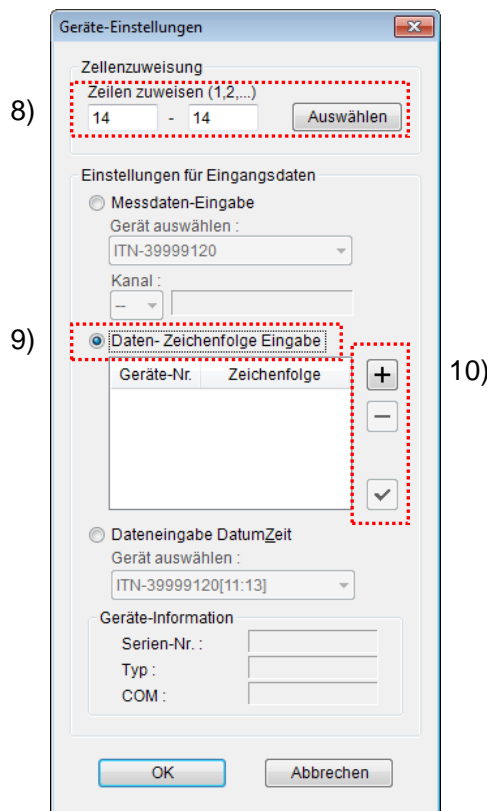 Geräte-Einstellungen
Zellenzuweisung
8)
Zeilen zuweisen (1,2,...)
14 - 14 Auswählen
Einstellungen für Eingangsdaten
Messdaten-Eingabe
Gerät auswählen :
ITN-39999120
Kanal :
--
9)
Daten- Zeichenfolge Eingabe
10)
Geräte-Nr. Zeichenfolge
+
−
Dateneingabe DatumZeit
Gerät auswählen :
ITN-39999120[11:13]
Geräte-Information
Serien-Nr. :
Typ :
COM :
OK Abbrechen